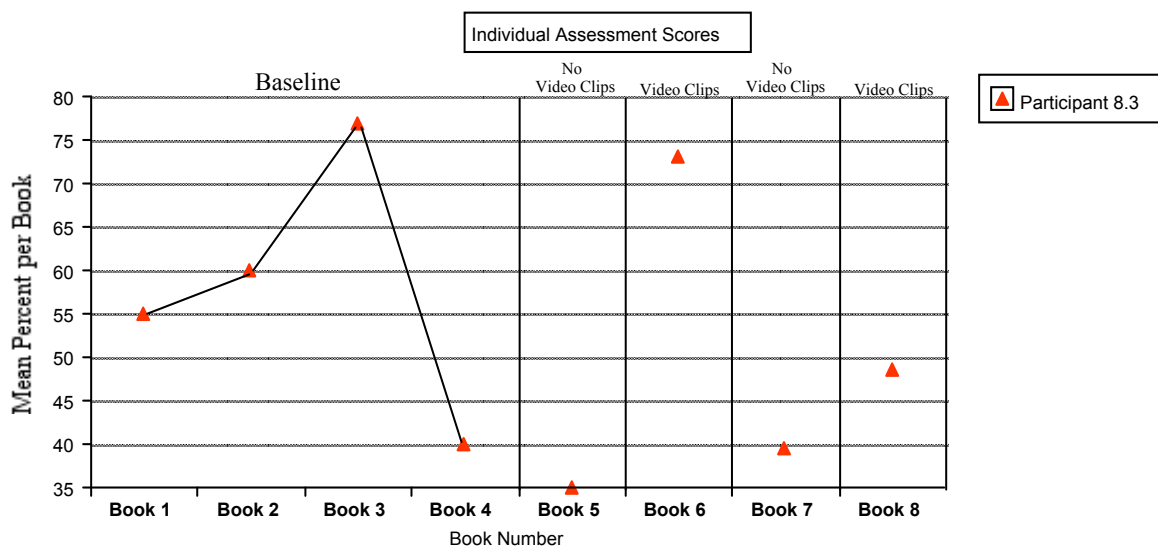 Individual Assessment Scores
Baseline
No
Video Clips
Video Clips
No
Video Clips
Video Clips
Participant 8.3
Mean Percent per Book
80
75
70
65
60
55
50
45
40
35
Book 1
Book 2
Book 3
Book 4
Book 5
Book 6
Book 7
Book 8
Book Number